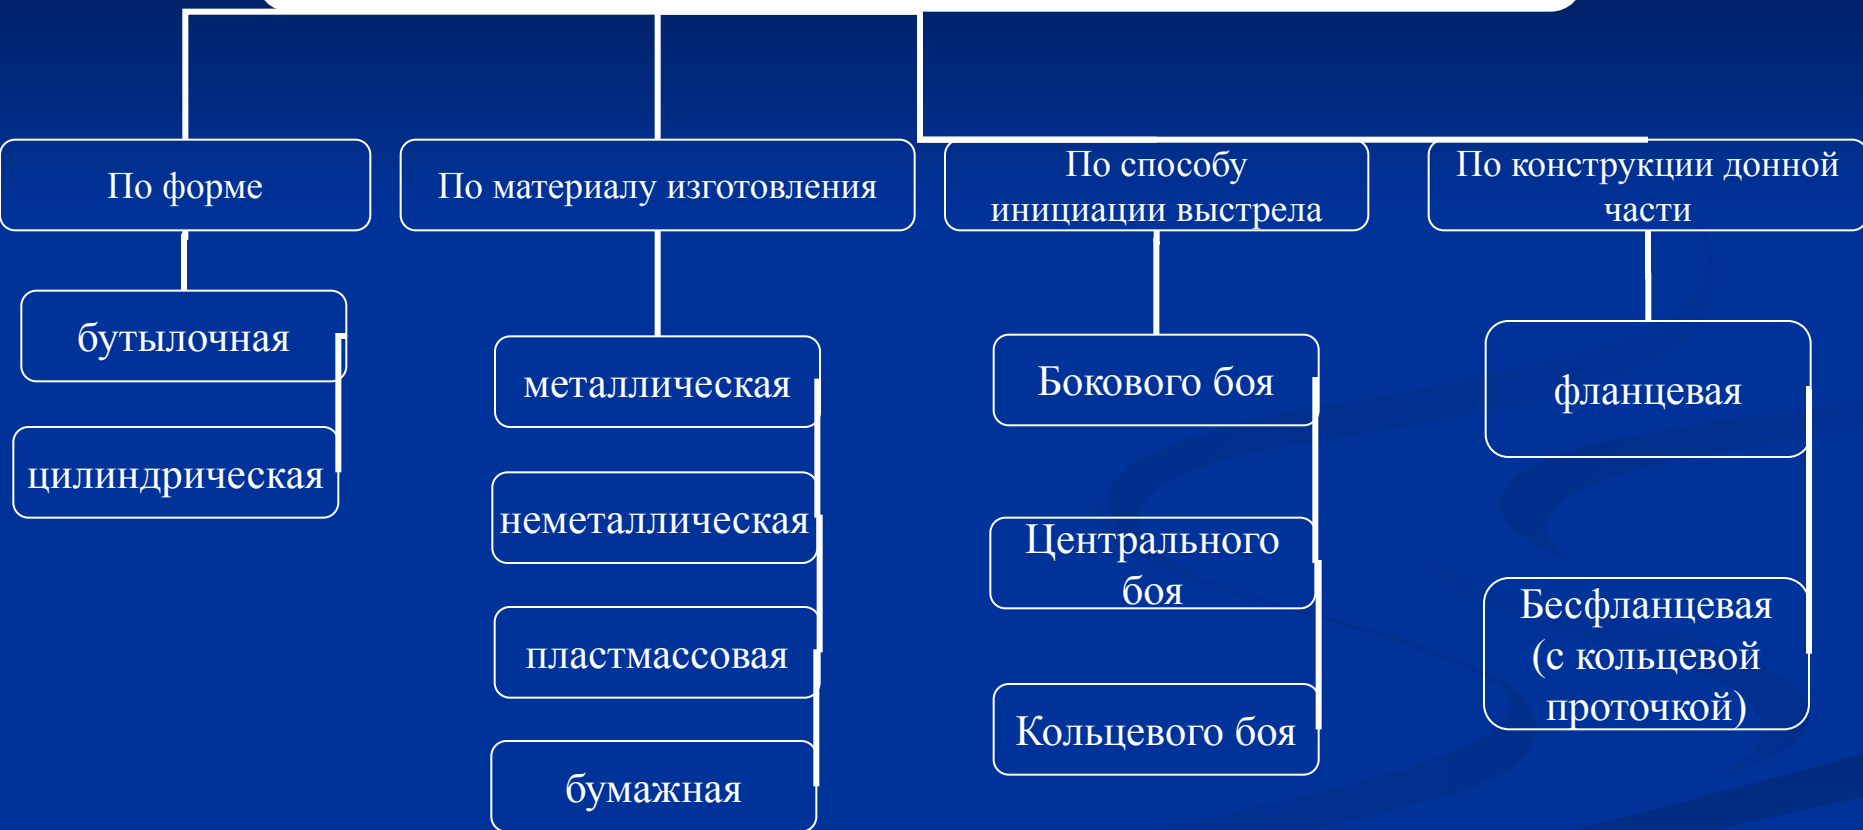 По форме
По материалу изготовления
По способу
инициации выстрела
По конструкции донной
части
бутылочная
цилиндрическая
металлическая
неметаллическая
пластмассовая
бумажная
Бокового боя
Центрального
боя
Кольцевого боя
фланцевая
Бесфланцевая
(с кольцевой
проточкой)